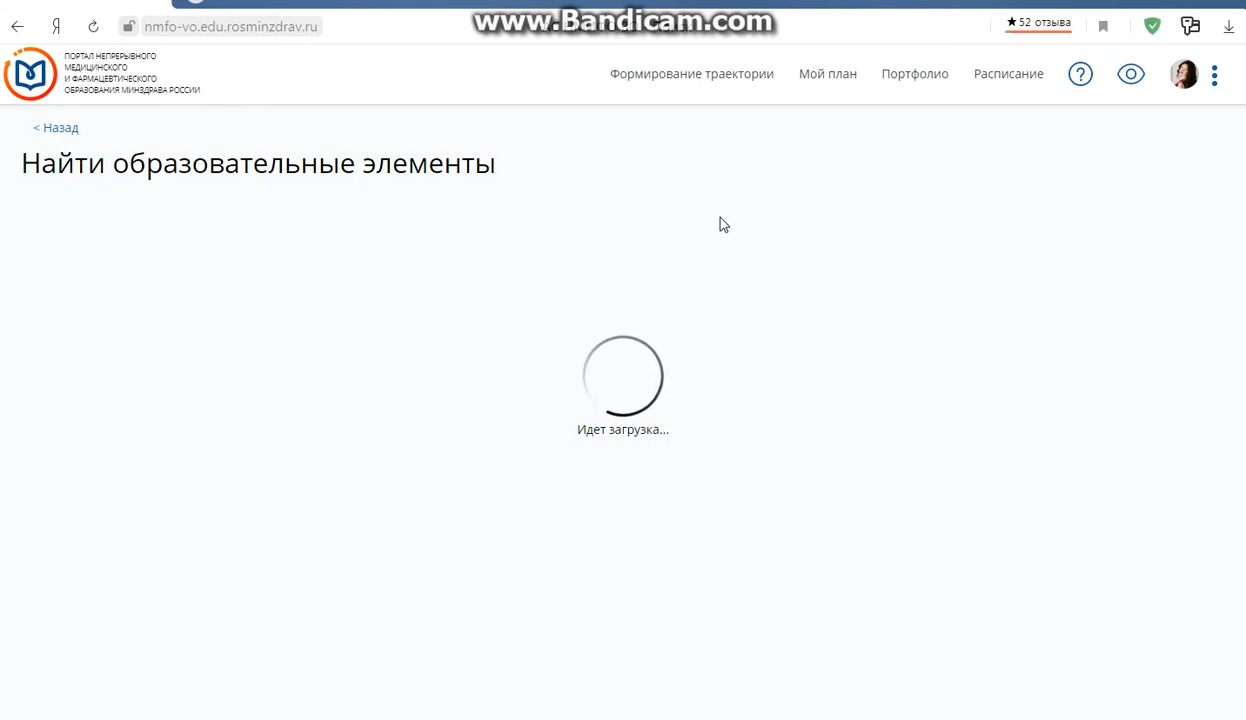 www.Bandicam.com
Я
nmfo-vo.edu.rosminzdrav.ru
★52 отзыва
ПОРТАЛ НЕПРЕРЫВНОГО
МЕДИЦИНСКОГО
И ФАРМАЦЕВТИЧЕСКОГО
ОБРАЗОВАНИЯ МИНЗДРАВА РОССИИ
Формирование траектории Мой план Портфолио Расписание ?
< Назад
Найти образовательные элементы
Идет загрузка...